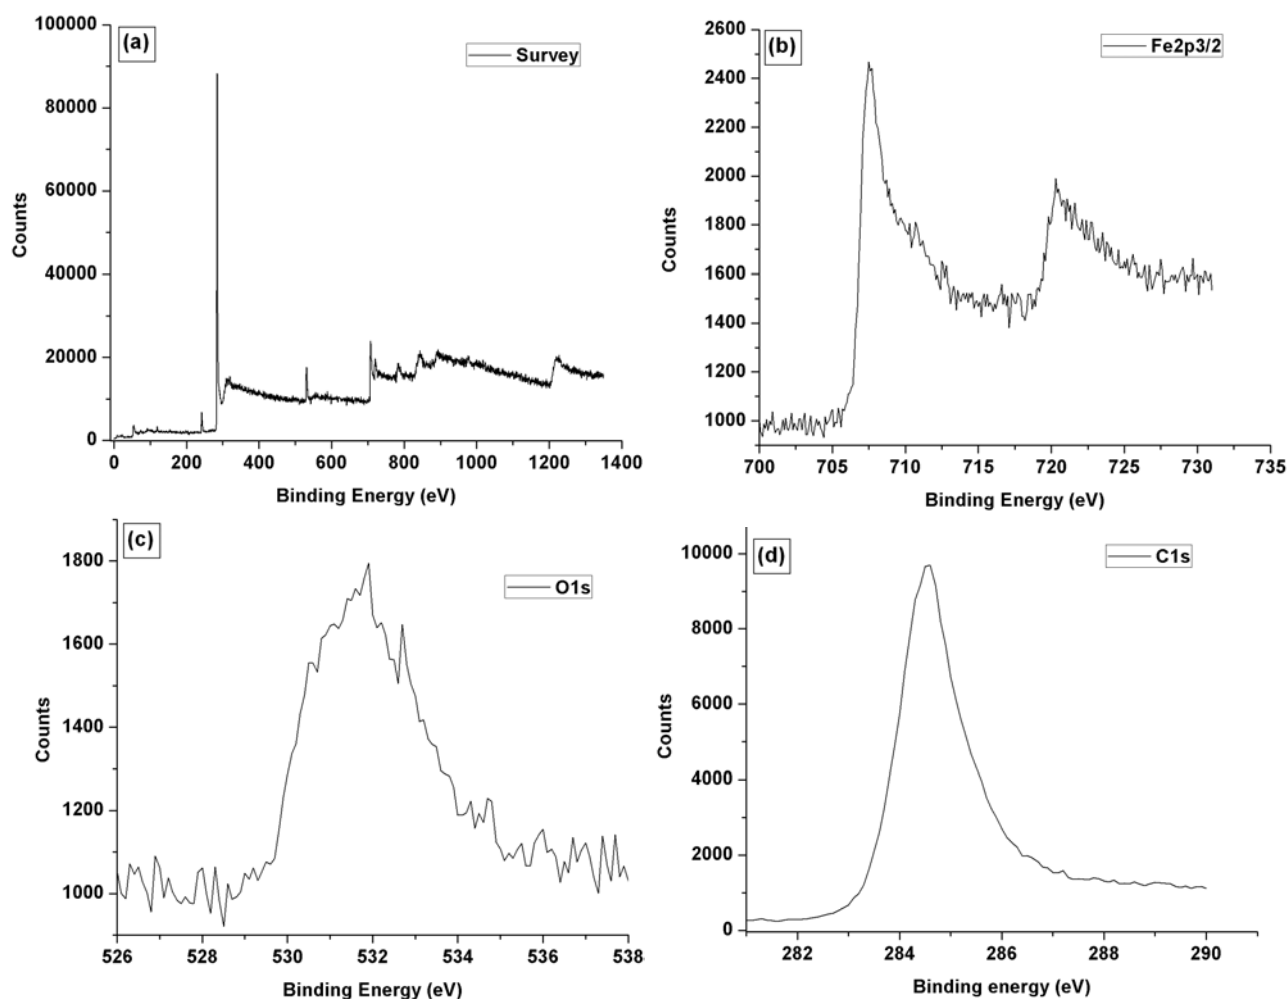 (a)
Survey
100000
80000
60000
40000
20000
0
Counts
0 200 400 600 800 1000 1200 1400
Binding Energy (eV)
(b)
Fe2p3/2
2600
2400
2200
2000
1800
1600
1400
1200
1000
Counts
700 705 710 715 720 725 730 735
Binding Energy (eV)
(c)
O1s
1800
1600
1400
1200
1000
Counts
526 528 530 532 534 536 538
Binding Energy (eV)
(d)
C1s
10000
8000
6000
4000
2000
0
Counts
282 284 286 288 290
Binding energy (eV)